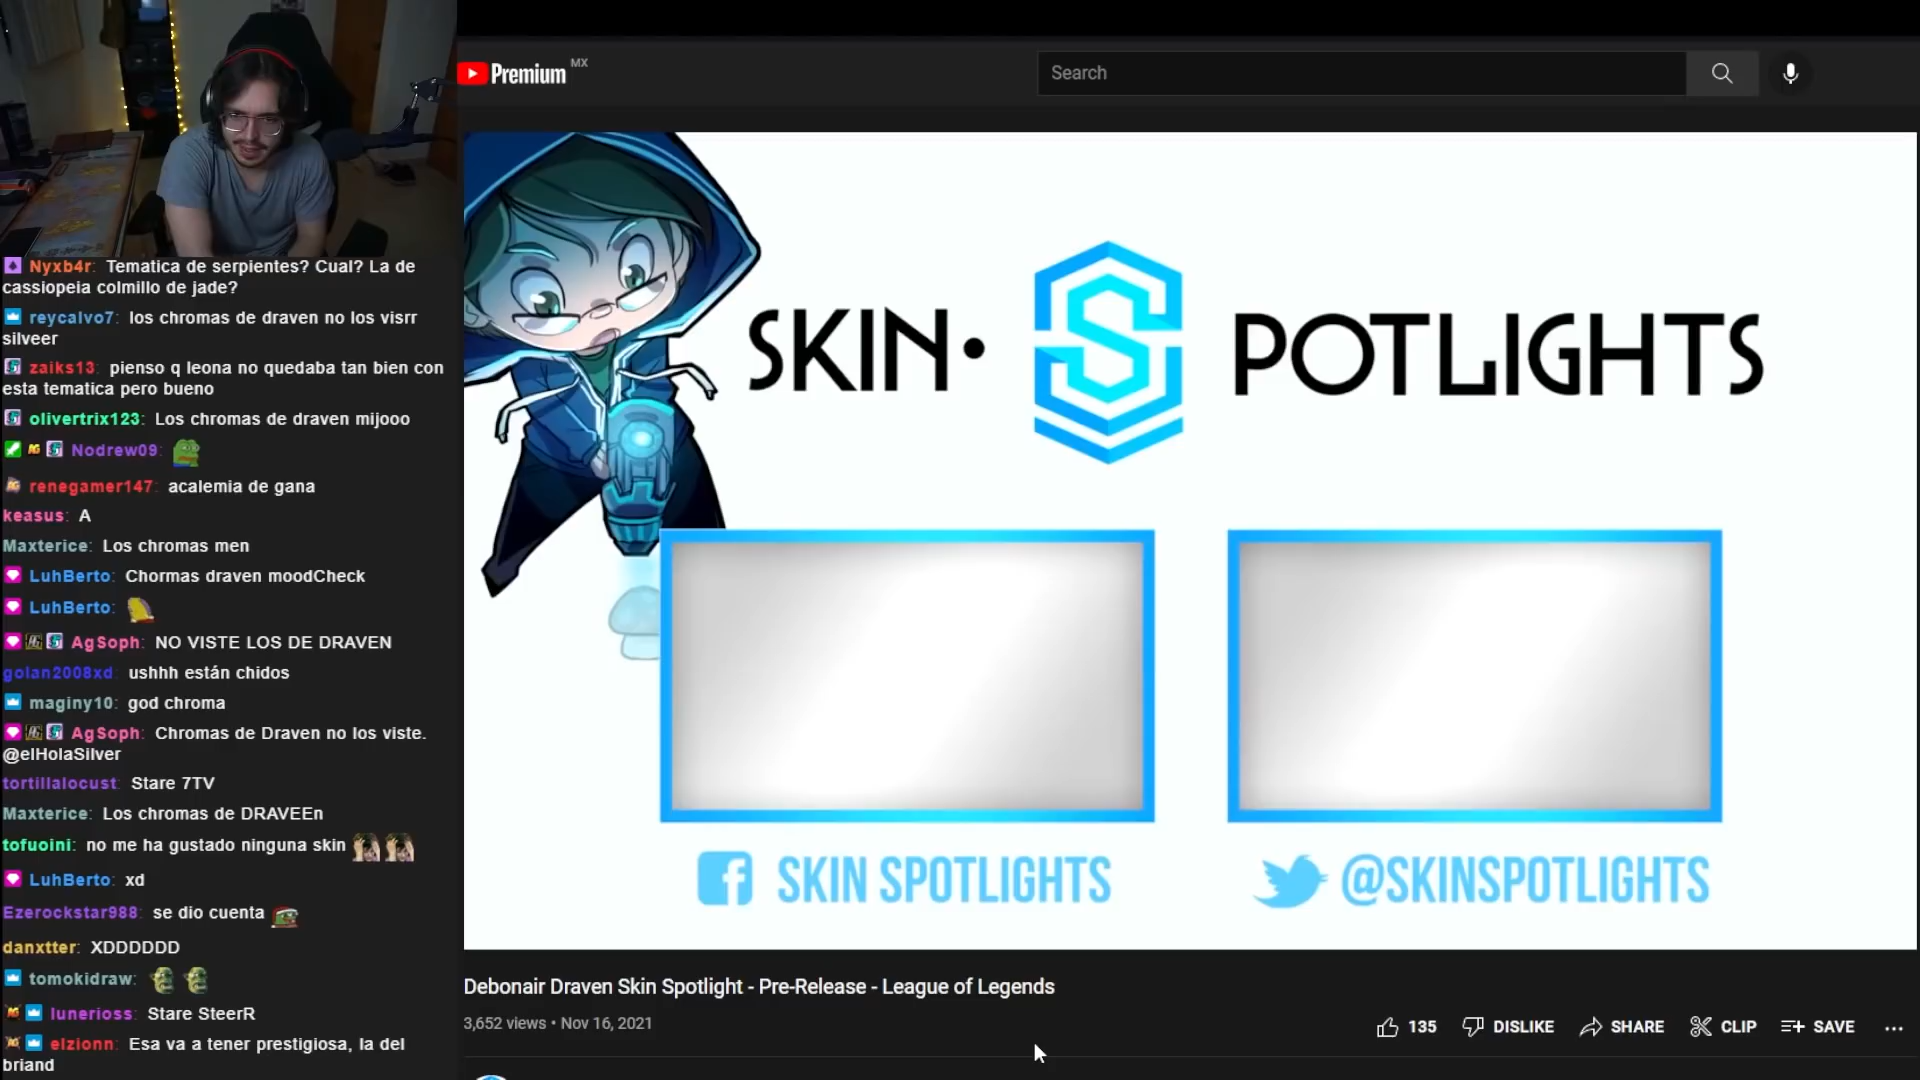 Premium MX
Search
Nyxb4r: Tematica de serpientes? Cual? La de
cassiopeia colmillo de jade?
reycalvo7: los chromas de draven no los visrr
silveer
zaiks13: pienso q leona no quedaba tan bien con
esta tematica pero bueno
olivertrix123: Los chromas de draven mijooo
Nodrew09:
renegamer147: acalemia de gana
keasus: A
Maxterice: Los chromas men
LuhBerto: Chormas draven moodCheck
LuhBerto:
AgSoph: NO VISTE LOS DE DRAVEN
golan2008xd: ushhh están chidos
maginy10: god chroma
AgSoph: Chromas de Draven no los viste.
@elHolaSilver
tortillalocust: Stare 7TV
Maxterice: Los chromas de DRAVEEn
tofuoini: no me ha gustado ninguna skin
LuhBerto: xd
Ezerockstar988: se dio cuenta
danxtter: XDDDDDD
tomokidraw:
lunerioss: Stare SteerR
elzionn: Esa va a tener prestigiosa, la del
briand
SKIN• S POTLIGHTS
SKIN SPOTLIGHTS
@SKINSPOTLIGHTS
Debonair Draven Skin Spotlight - Pre-Release - League of Legends
3,652 views • Nov 16, 2021
135 DISLIKE SHARE CLIP SAVE